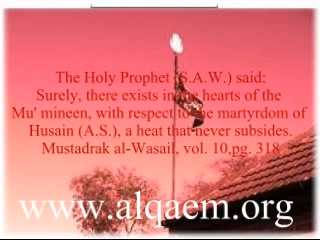 The Holy Prophet (S.A.W.) said:
Surely, there exists in the hearts of the
Mu' mineen, with respect to the martyrdom of
Husain (A.S.), a heat that never subsides.
Mustadrak al-Wasail, vol. 10,pg. 318
www.alqaem.org